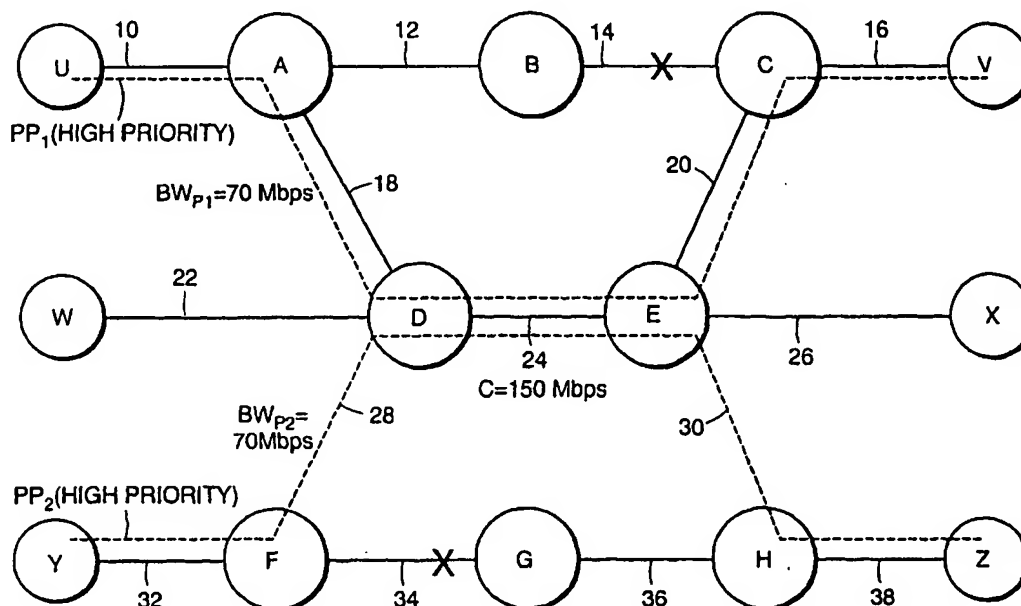 10 12 14 16
U A B X C V
PP1(HIGH PRIORITY)
BWP1=70 Mbps 18 20
22
W D E X
24 26
C=150 Mbps
BWP2=
70Mbps 28 30
PP2(HIGH PRIORITY)
Y F X G H Z
32 34 36 38